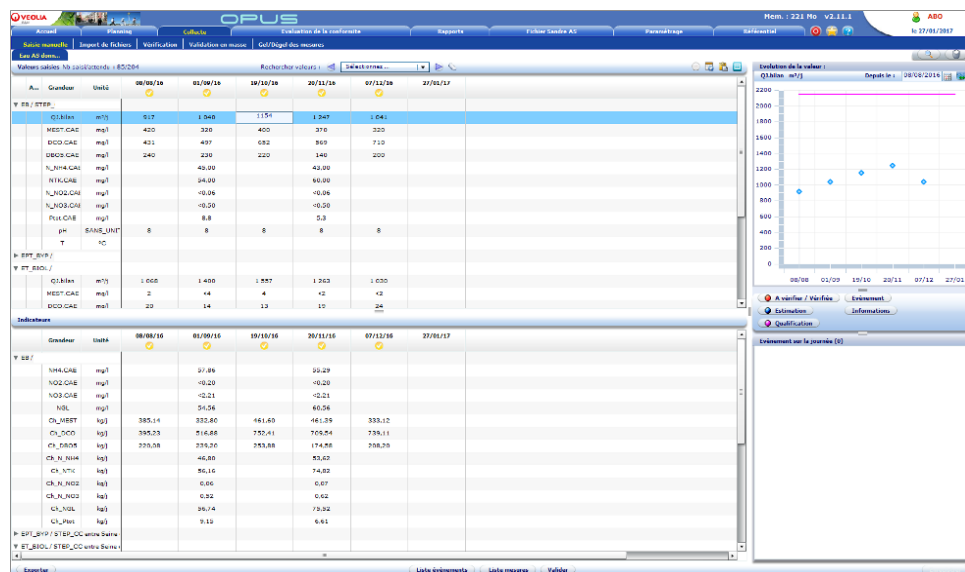 VEOLIA OPUS Mem. : 221 Mo v2.11.1 ABO
Accueil Planning Collecte Evaluation de la conformité Rapports Fichier Sandre AS Paramétrage Référentiel le 27/01/2017
Saisie manuelle Import de fichiers Vérification Validation en masse Gel/Dégel des mesures
Eau AS donn...
Valeurs saisies Nb saisi/attendu : 85/204 Rechercher valeurs : Sélectionnez ...
A... Grandeur Unité 08/08/16 01/09/16 19/10/16 20/11/16 07/12/16 27/01/17
EB / STEP_
QJ.bilan m³/j 917 1 040 1154 1 247 1 041
MEST.CAE mg/l 420 320 400 370 320
DCO.CAE mg/l 431 497 652 569 710
DBO5.CAE mg/l 240 230 220 140 200
N_NH4.CAE mg/l 45,00 43,00
NTK.CAE mg/l 54,00 60,00
N_NO2.CAE mg/l <0,06 <0,06
N_NO3.CAE mg/l <0,50 <0,50
Ptot.CAE mg/l 8,8 5,3
pH SANS_UNIT 8 8 8 8 8
T °C
EPT_BYP /
ET_BIOL /
QJ.bilan m³/j 1 068 1 400 1 557 1 263 1 030
MEST.CAE mg/l 2 <4 4 <2 <2
DCO.CAE mg/l 20 14 13 19 24
Indicateurs
Grandeur Unité 08/08/16 01/09/16 19/10/16 20/11/16 07/12/16 27/01/17
EB /
NH4.CAE mg/l 57,86 55,29
NO2.CAE mg/l <0,20 <0,20
NO3.CAE mg/l <2,21 <2,21
NGL mg/l 54,56 60,56
Ch_MEST kg/j 385,14 332,80 461,60 461,39 333,12
Ch_DCO kg/j 395,23 516,88 752,41 709,54 739,11
Ch_DBO5 kg/j 220,08 239,20 253,88 174,58 208,20
Ch_N_NH4 kg/j 46,80 53,62
Ch_NTK kg/j 56,16 74,82
Ch_N_NO2 kg/j 0,06 0,07
Ch_N_NO3 kg/j 0,52 0,62
Ch_NGL kg/j 56,74 75,52
Ch_Ptot kg/j 9,15 6,61
EPT_BYP / STEP_CC entre Seine
ET_BIOL / STEP_CC entre Seine
Exporter Liste événements Liste mesures Valider
Evolution de la valeur :
QJ.bilan m³/j Depuis le : 08/08/2016
2200
2000
1800
1600
1400
1200
1000
800
600
400
200
0
08/08 01/09 19/10 20/11 07/12 27/01
A vérifier / Vérifiée Evénement
Estimation Informations
Qualification
Evénement sur la journée (0)